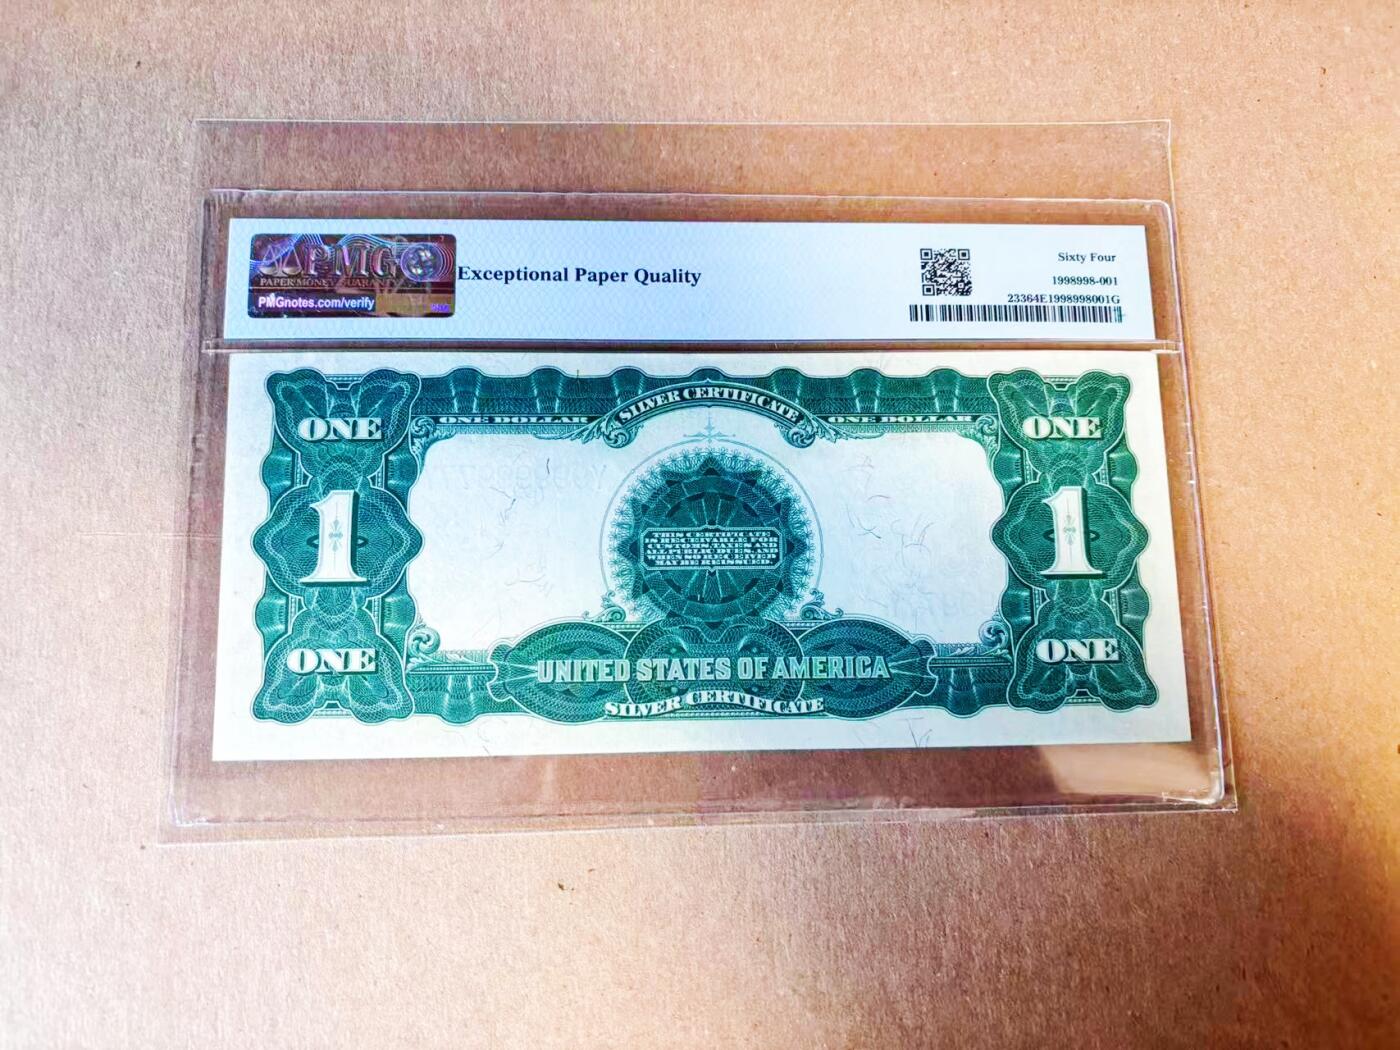 PMG
PAPER MONEY GUARANTY
PMGnotes.com/verify
Exceptional Paper Quality
Sixty Four
1998998-001
23364E1998998001G
SILVER CERTIFICATE
ONE DOLLAR ONE DOLLAR
ONE ONE
1 1
THIS CERTIFICATE
IS RECEIVABLE FOR
CUSTOMS, TAXES, AND
ALL PUBLIC DUES, AND
WHEN SO RECEIVED
MAY BE REISSUED.
ONE ONE
UNITED STATES OF AMERICA
SILVER CERTIFICATE